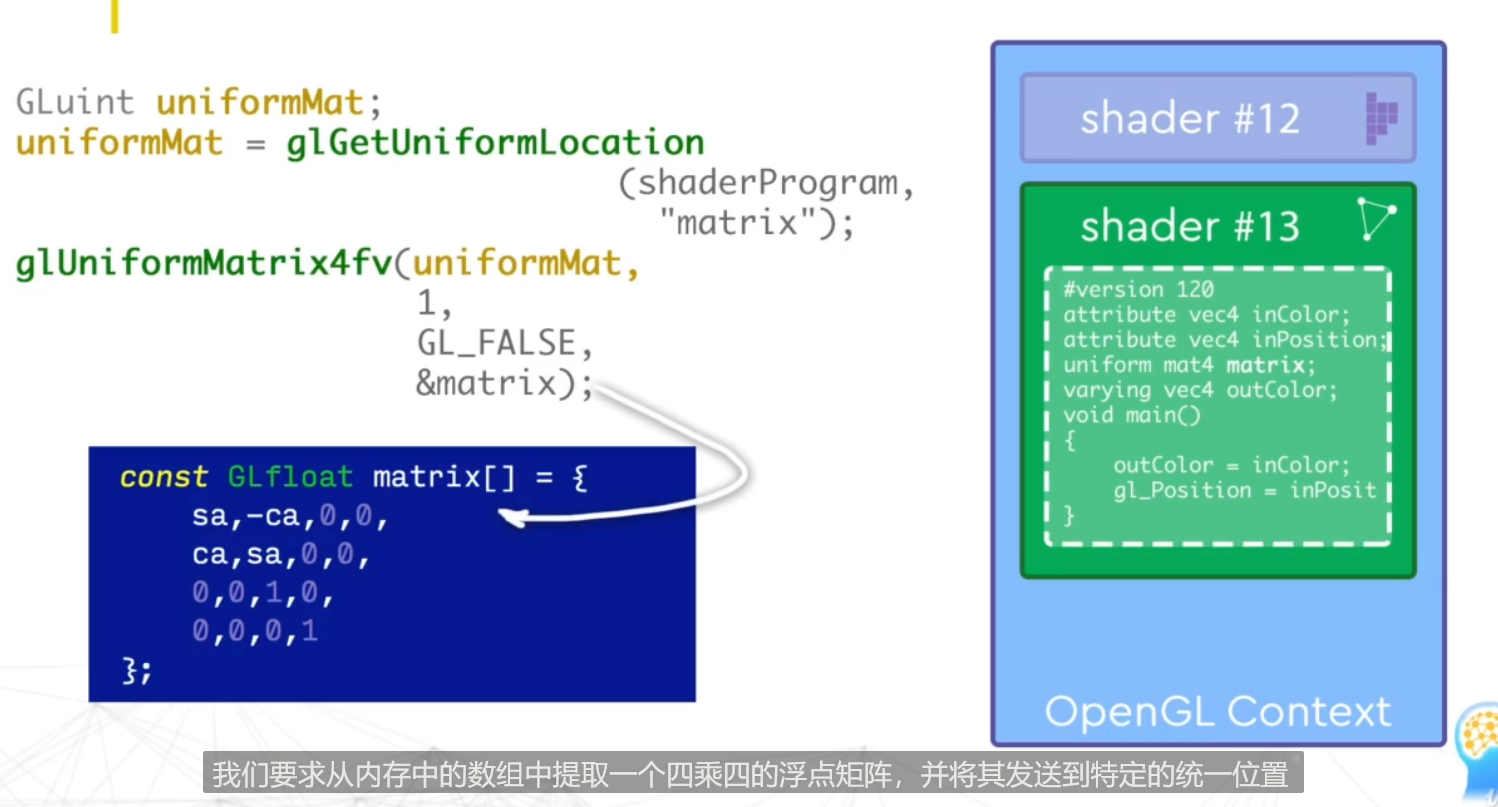 GLuint uniformMat;
uniformMat = glGetUniformLocation
(shaderProgram,
"matrix");
glUniformMatrix4fv(uniformMat,
1,
GL_FALSE,
&matrix);
const GLfloat matrix[] = {
sa,-ca,0,0,
ca,sa,0,0,
0,0,1,0,
0,0,0,1
};
shader #12
shader #13
#version 120
attribute vec4 inColor;
attribute vec4 inPosition;
uniform mat4 matrix;
varying vec4 outColor;
void main()
{
outColor = inColor;
gl_Position = inPosit
}
OpenGL Context
我们要求从内存中的数组中提取一个四乘四的浮点矩阵，并将其发送到特定的统一位置